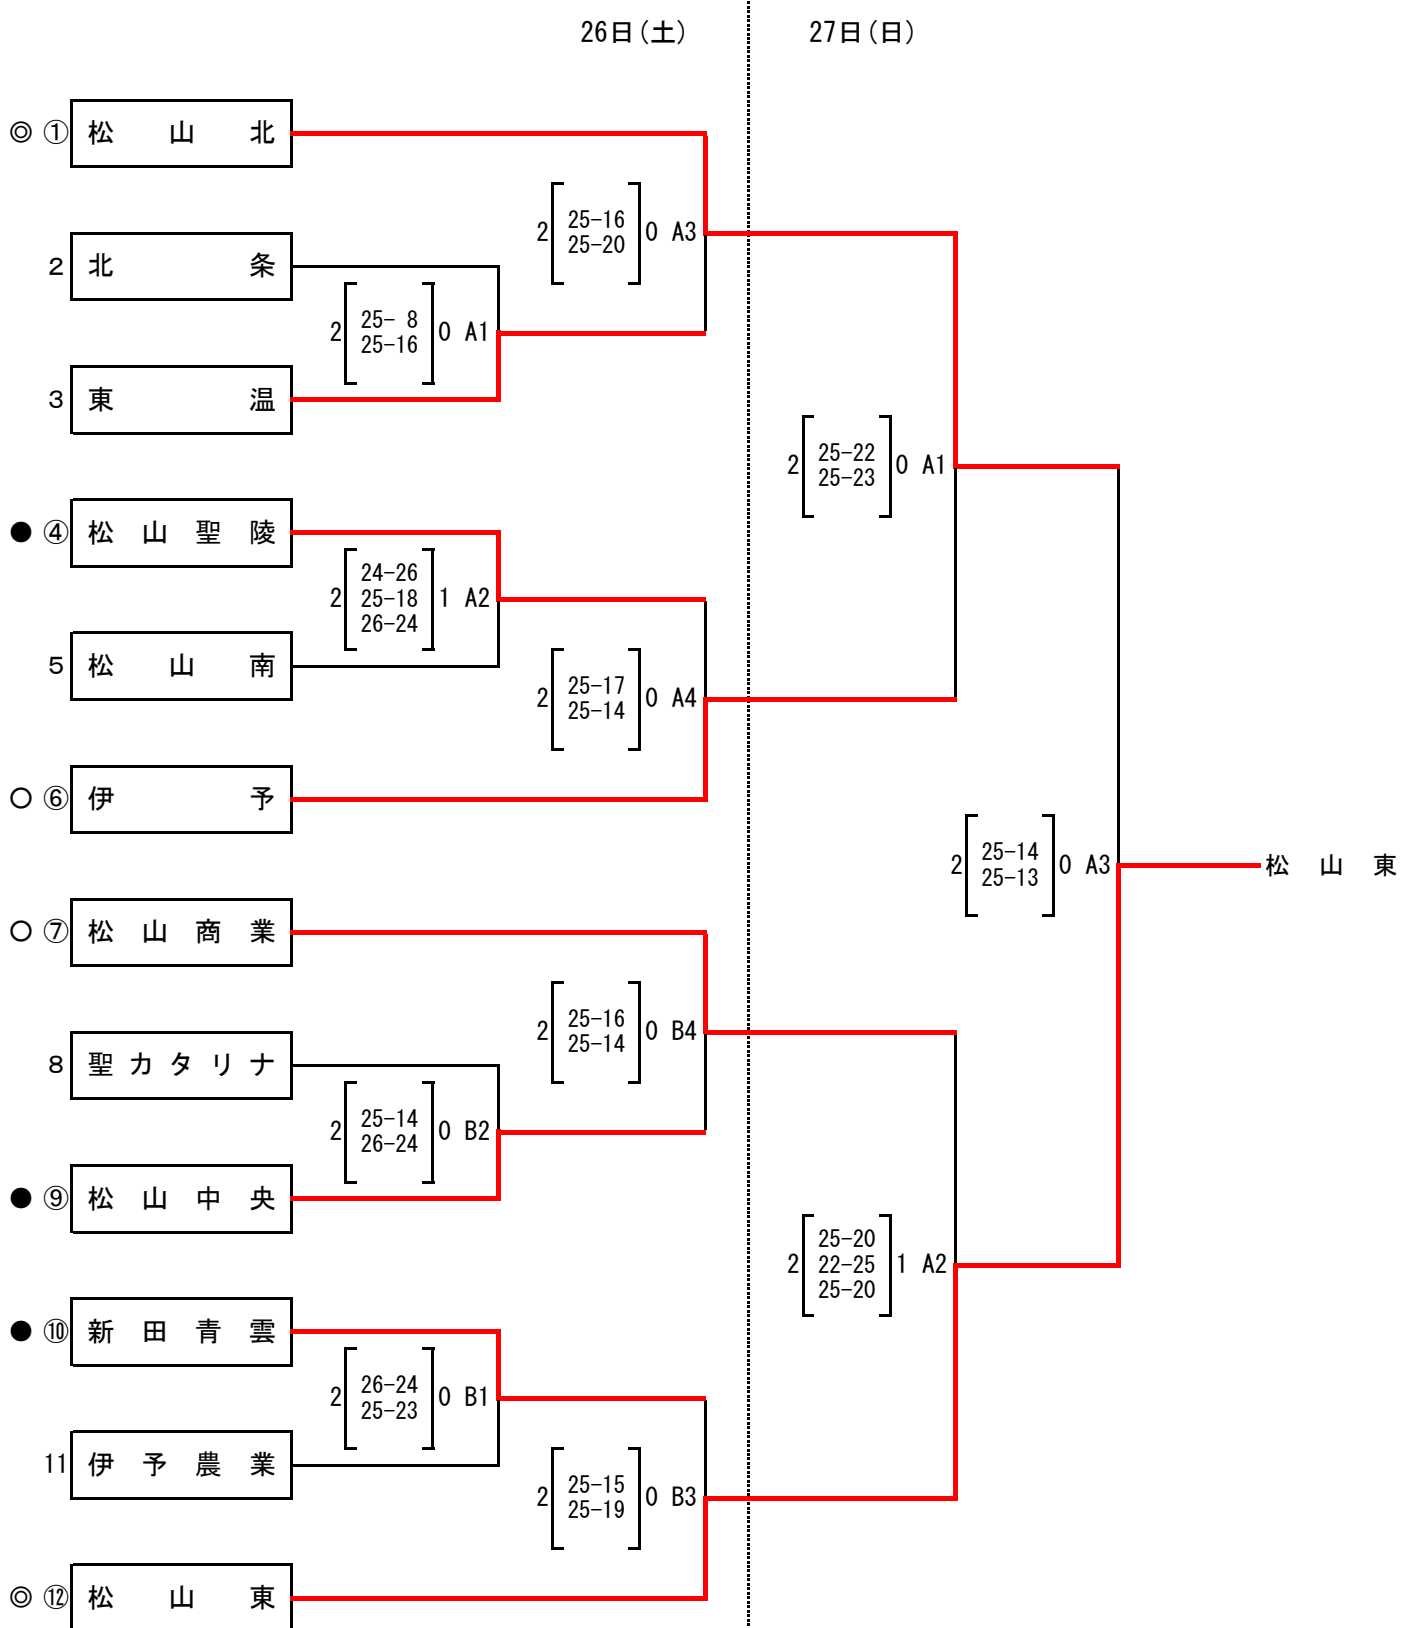 26日(土) 27日(日)
◎ ① 松山北
2 25-16 0 A3
25-20
2 北条
2 25- 8 0 A1
25-16
3 東温
2 25-22 0 A1
25-23
● ④ 松山聖陵
2 24-26 1 A2
25-18
26-24
5 松山南
2 25-17 0 A4
25-14
○ ⑥ 伊予
2 25-14 0 A3 松山東
25-13
○ ⑦ 松山商業
2 25-16 0 B4
25-14
8 聖カタリナ
2 25-14 0 B2
26-24
● ⑨ 松山中央
2 25-20 1 A2
22-25
25-20
● ⑩ 新田青雲
2 26-24 0 B1
25-23
11 伊予農業
2 25-15 0 B3
25-19
◎ ⑫ 松山東